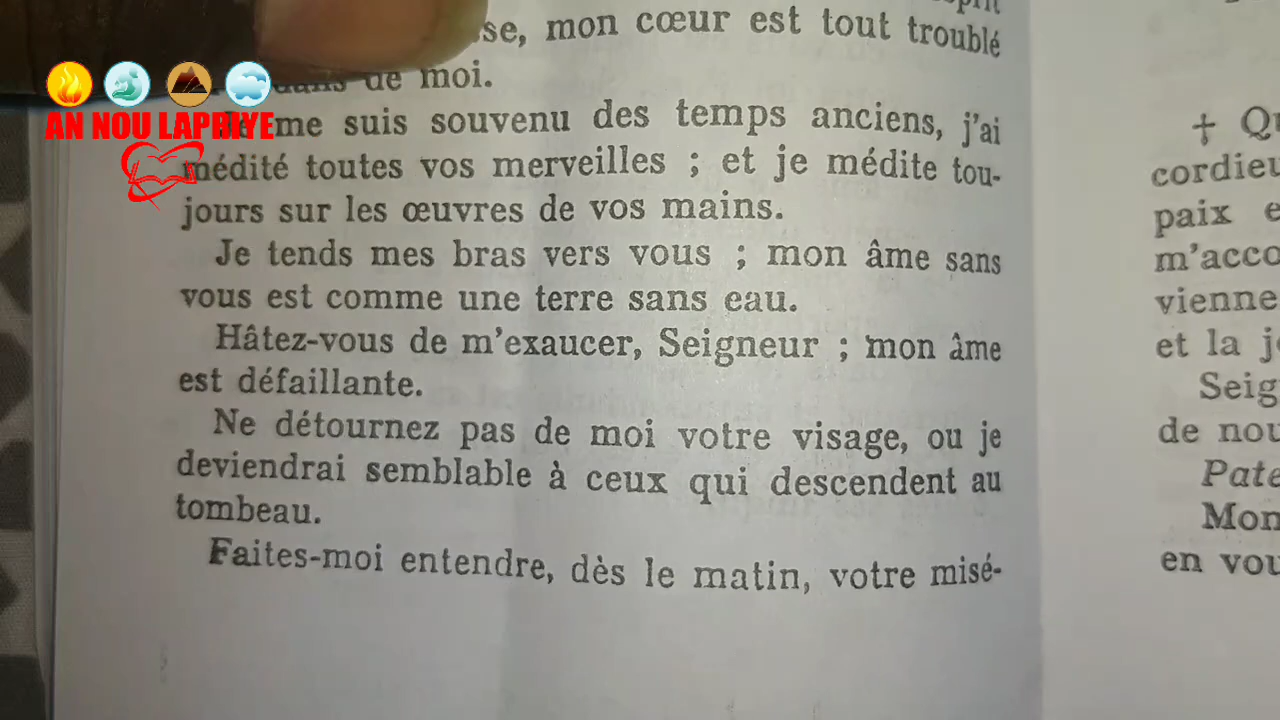 se, mon cœur est tout troublé
de moi.
AN NOU LAPRIYE
me suis souvenu des temps anciens, j'ai
médité toutes vos merveilles ; et je médite tou-
jours sur les œuvres de vos mains.
Je tends mes bras vers vous ; mon âme sans
vous est comme une terre sans eau.
Hâtez-vous de m'exaucer, Seigneur ; mon âme
est défaillante.
Ne détournez pas de moi votre visage, ou je
deviendrai semblable à ceux qui descendent au
tombeau.
Faites-moi entendre, dès le matin, votre misé-
† Qu
cordieu
paix e
m'acco
vienne
et la j
Seig
de nou
Pate
Mon
en vou